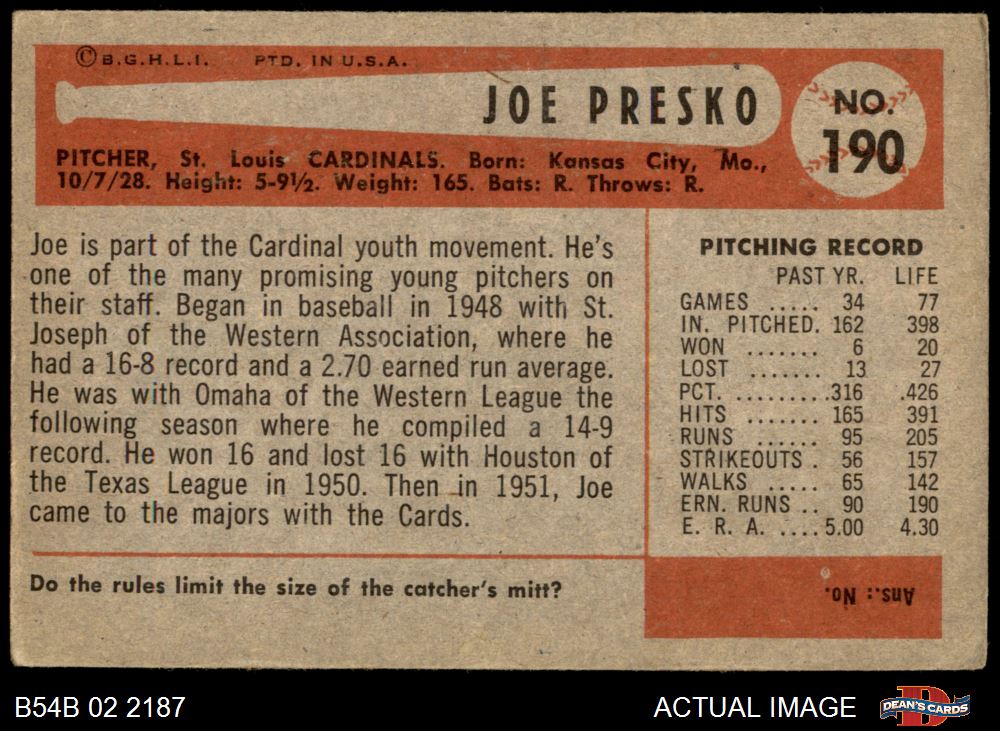 © B.G.H.L.I. PTD. IN U.S.A.
JOE PRESKO
NO.
190
PITCHER, St. Louis CARDINALS. Born: Kansas City, Mo.,
10/7/28. Height: 5-9½. Weight: 165. Bats: R. Throws: R.
Joe is part of the Cardinal youth movement. He's
one of the many promising young pitchers on
their staff. Began in baseball in 1948 with St.
Joseph of the Western Association, where he
had a 16-8 record and a 2.70 earned run average.
He was with Omaha of the Western League the
following season where he compiled a 14-9
record. He won 16 and lost 16 with Houston of
the Texas League in 1950. Then in 1951, Joe
came to the majors with the Cards.
PITCHING RECORD
PAST YR. LIFE
GAMES ..... 34 77
IN. PITCHED. 162 398
WON ....... 6 20
LOST ....... 13 27
PCT. ......... .316 .426
HITS ....... 165 391
RUNS ...... 95 205
STRIKEOUTS . 56 157
WALKS ..... 65 142
ERN. RUNS .. 90 190
E. R. A. .... 5.00 4.30
Do the rules limit the size of the catcher's mitt?
Ans.: No.
B54B 02 2187
ACTUAL IMAGE
D
DEAN'S CARDS